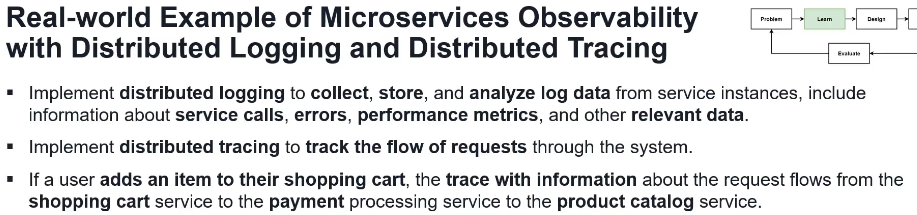 Real-world Example of Microservices Observability
with Distributed Logging and Distributed Tracing
Problem
Learn
Design
Evaluate
▪ Implement distributed logging to collect, store, and analyze log data from service instances, include
information about service calls, errors, performance metrics, and other relevant data.
▪ Implement distributed tracing to track the flow of requests through the system.
▪ If a user adds an item to their shopping cart, the trace with information about the request flows from the
shopping cart service to the payment processing service to the product catalog service.